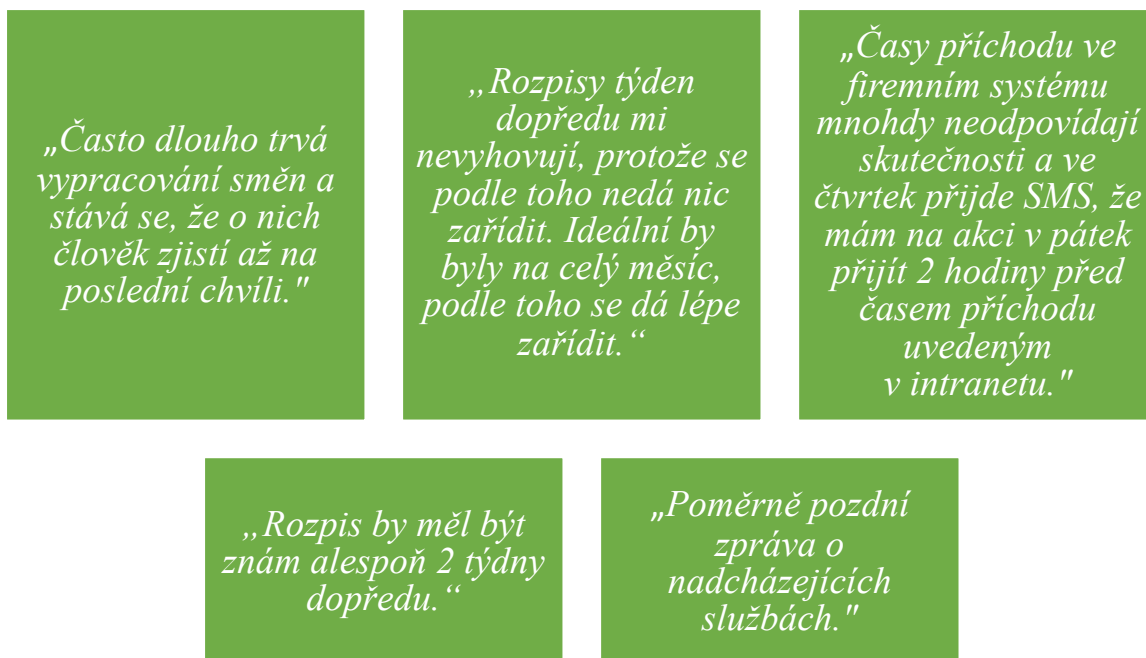 „Často dlouho trvá
vypracování směn a
stává se, že o nich
člověk zjistí až na
poslední chvíli."
,,Rozpisy týden
dopředu mi
nevyhovují, protože se
podle toho nedá nic
zařídit. Ideální by
byly na celý měsíc,
podle toho se dá lépe
zařídit.“
„Časy příchodu ve
firemním systému
mnohdy neodpovídají
skutečnosti a ve
čtvrtek přijde SMS, že
mám na akci v pátek
přijít 2 hodiny před
časem příchodu
uvedeným
v intranetu."
,,Rozpis by měl být
znám alespoň 2 týdny
dopředu.“
„Poměrně pozdní
zpráva o
nadcházejících
službách."